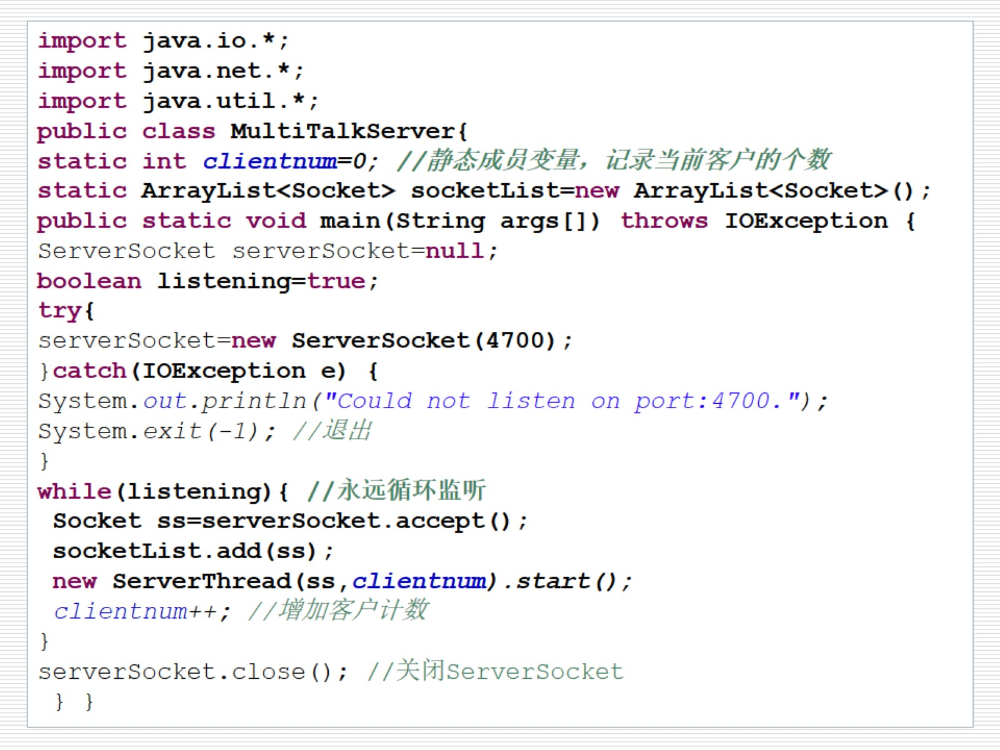 import java.io.*;
import java.net.*;
import java.util.*;
public class MultiTalkServer{
static int clientnum=0; //静态成员变量，记录当前客户的个数
static ArrayList<Socket> socketList=new ArrayList<Socket>();
public static void main(String args[]) throws IOException {
ServerSocket serverSocket=null;
boolean listening=true;
try{
serverSocket=new ServerSocket(4700);
}catch(IOException e) {
System.out.println("Could not listen on port:4700.");
System.exit(-1); //退出
}
while(listening){ //永远循环监听
 Socket ss=serverSocket.accept();
 socketList.add(ss);
 new ServerThread(ss,clientnum).start();
 clientnum++; //增加客户计数
}
serverSocket.close(); //关闭ServerSocket
 } }